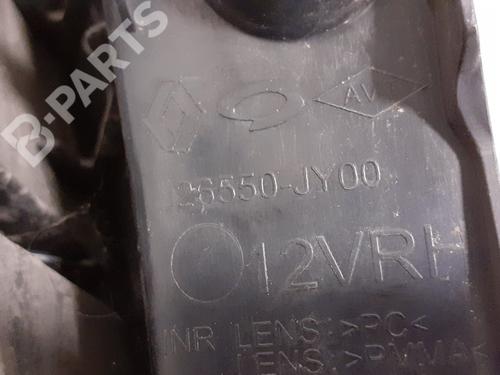 B-PARTS
AV
26550-JY00
12VRH
INR LENS:>PC<
LENS:>PMMA<